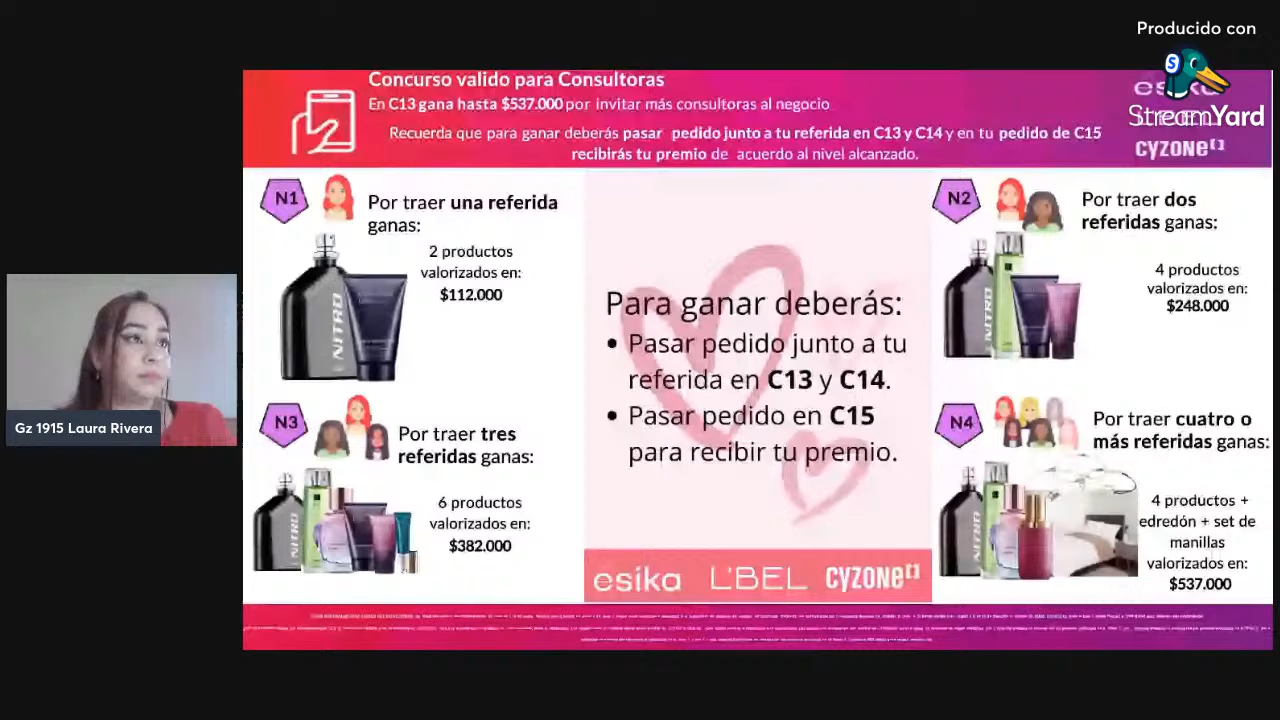 Producido con
StreamYard
Concurso valido para Consultoras
En C13 gana hasta $537.000 por invitar más consultoras al negocio
Recuerda que para ganar deberás pasar pedido junto a tu referida en C13 y C14 y en tu pedido de C15
recibirás tu premio de acuerdo al nivel alcanzado.
cyzone
N1
Por traer una referida
ganas:
2 productos
valorizados en:
$112.000
NITRO
N2
Por traer dos
referidas ganas:
4 productos
valorizados en:
$248.000
NITRO
Para ganar deberás:
• Pasar pedido junto a tu
referida en C13 y C14.
• Pasar pedido en C15
para recibir tu premio.
N3
Por traer tres
referidas ganas:
6 productos
valorizados en:
$382.000
NITRO
N4
Por traer cuatro o
más referidas ganas:
4 productos +
edredón + set de
manillas
valorizados en:
$537.000
NITRO
esika L'BEL cyzone
Gz 1915 Laura Rivera